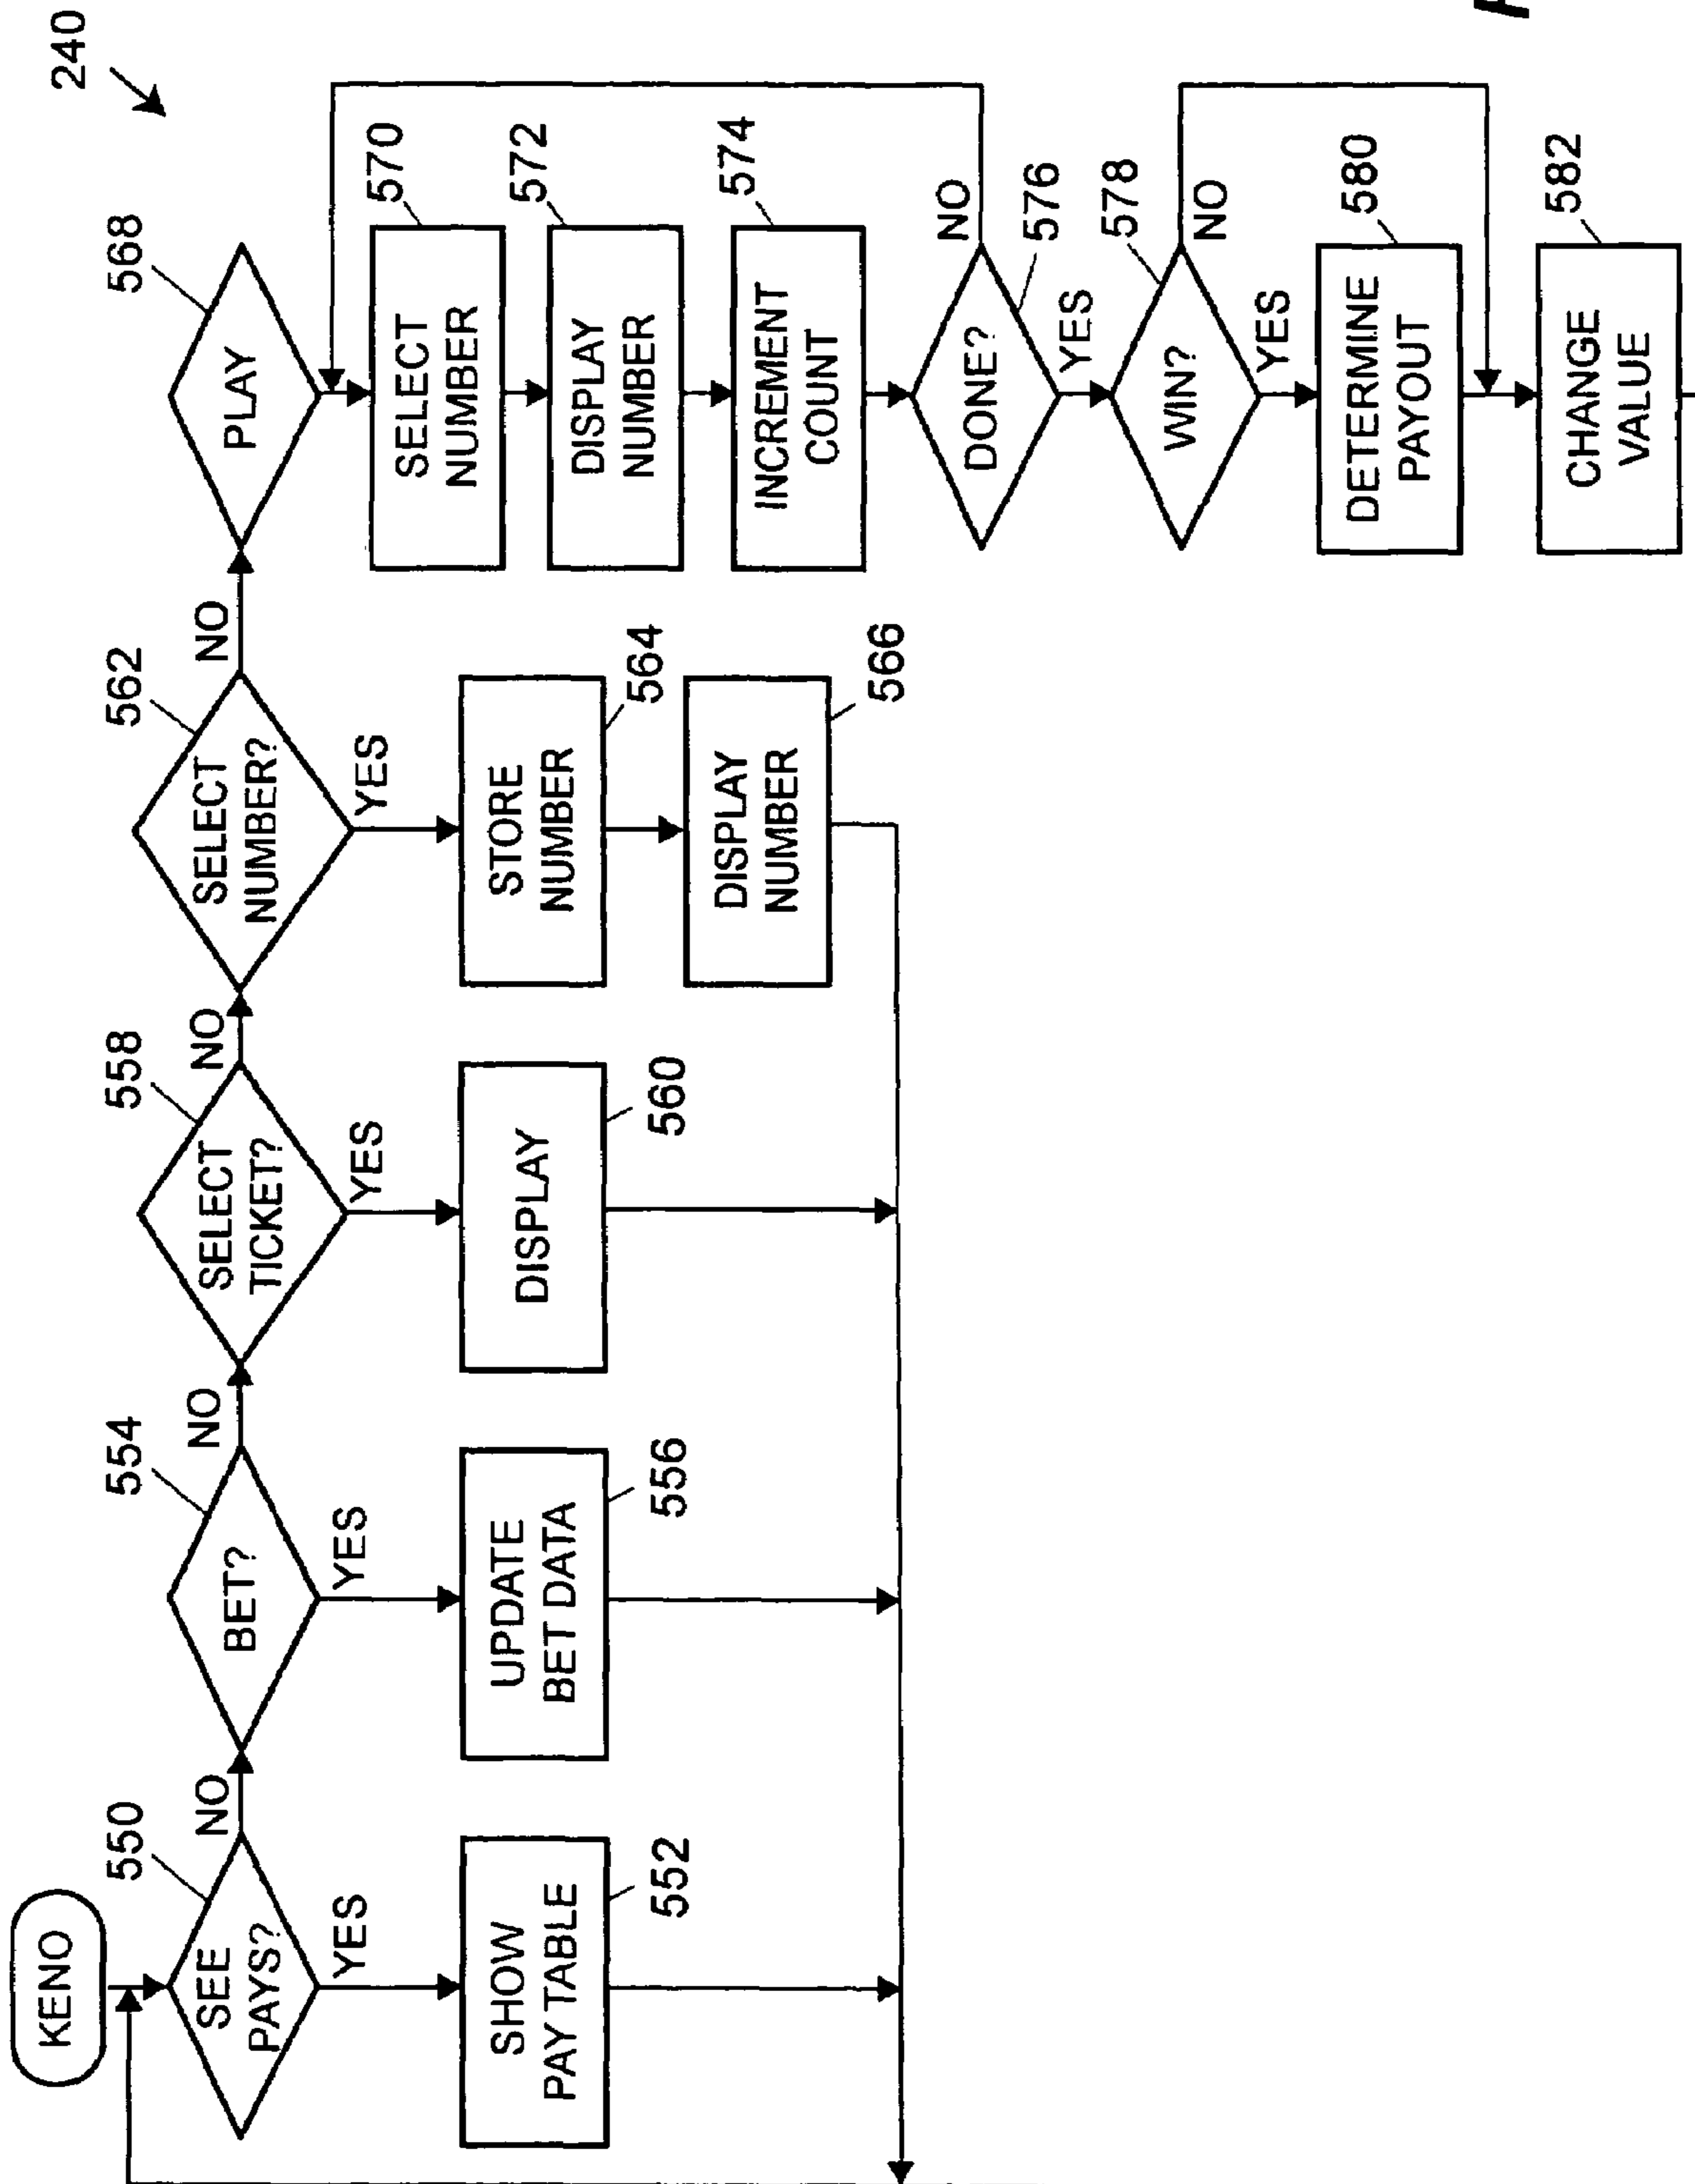 240
KENO
550
SEE
PAYS?
NO
YES
SHOW
PAY TABLE
552
554
BET?
NO
YES
UPDATE
BET DATA
556
558
SELECT
TICKET?
NO
YES
DISPLAY
560
562
SELECT
NUMBER?
NO
YES
STORE
NUMBER
564
DISPLAY
NUMBER
566
568
PLAY
SELECT
NUMBER
570
DISPLAY
NUMBER
572
INCREMENT
COUNT
574
DONE?
NO
576
YES
578
WIN?
NO
YES
DETERMINE
PAYOUT
580
CHANGE
VALUE
582